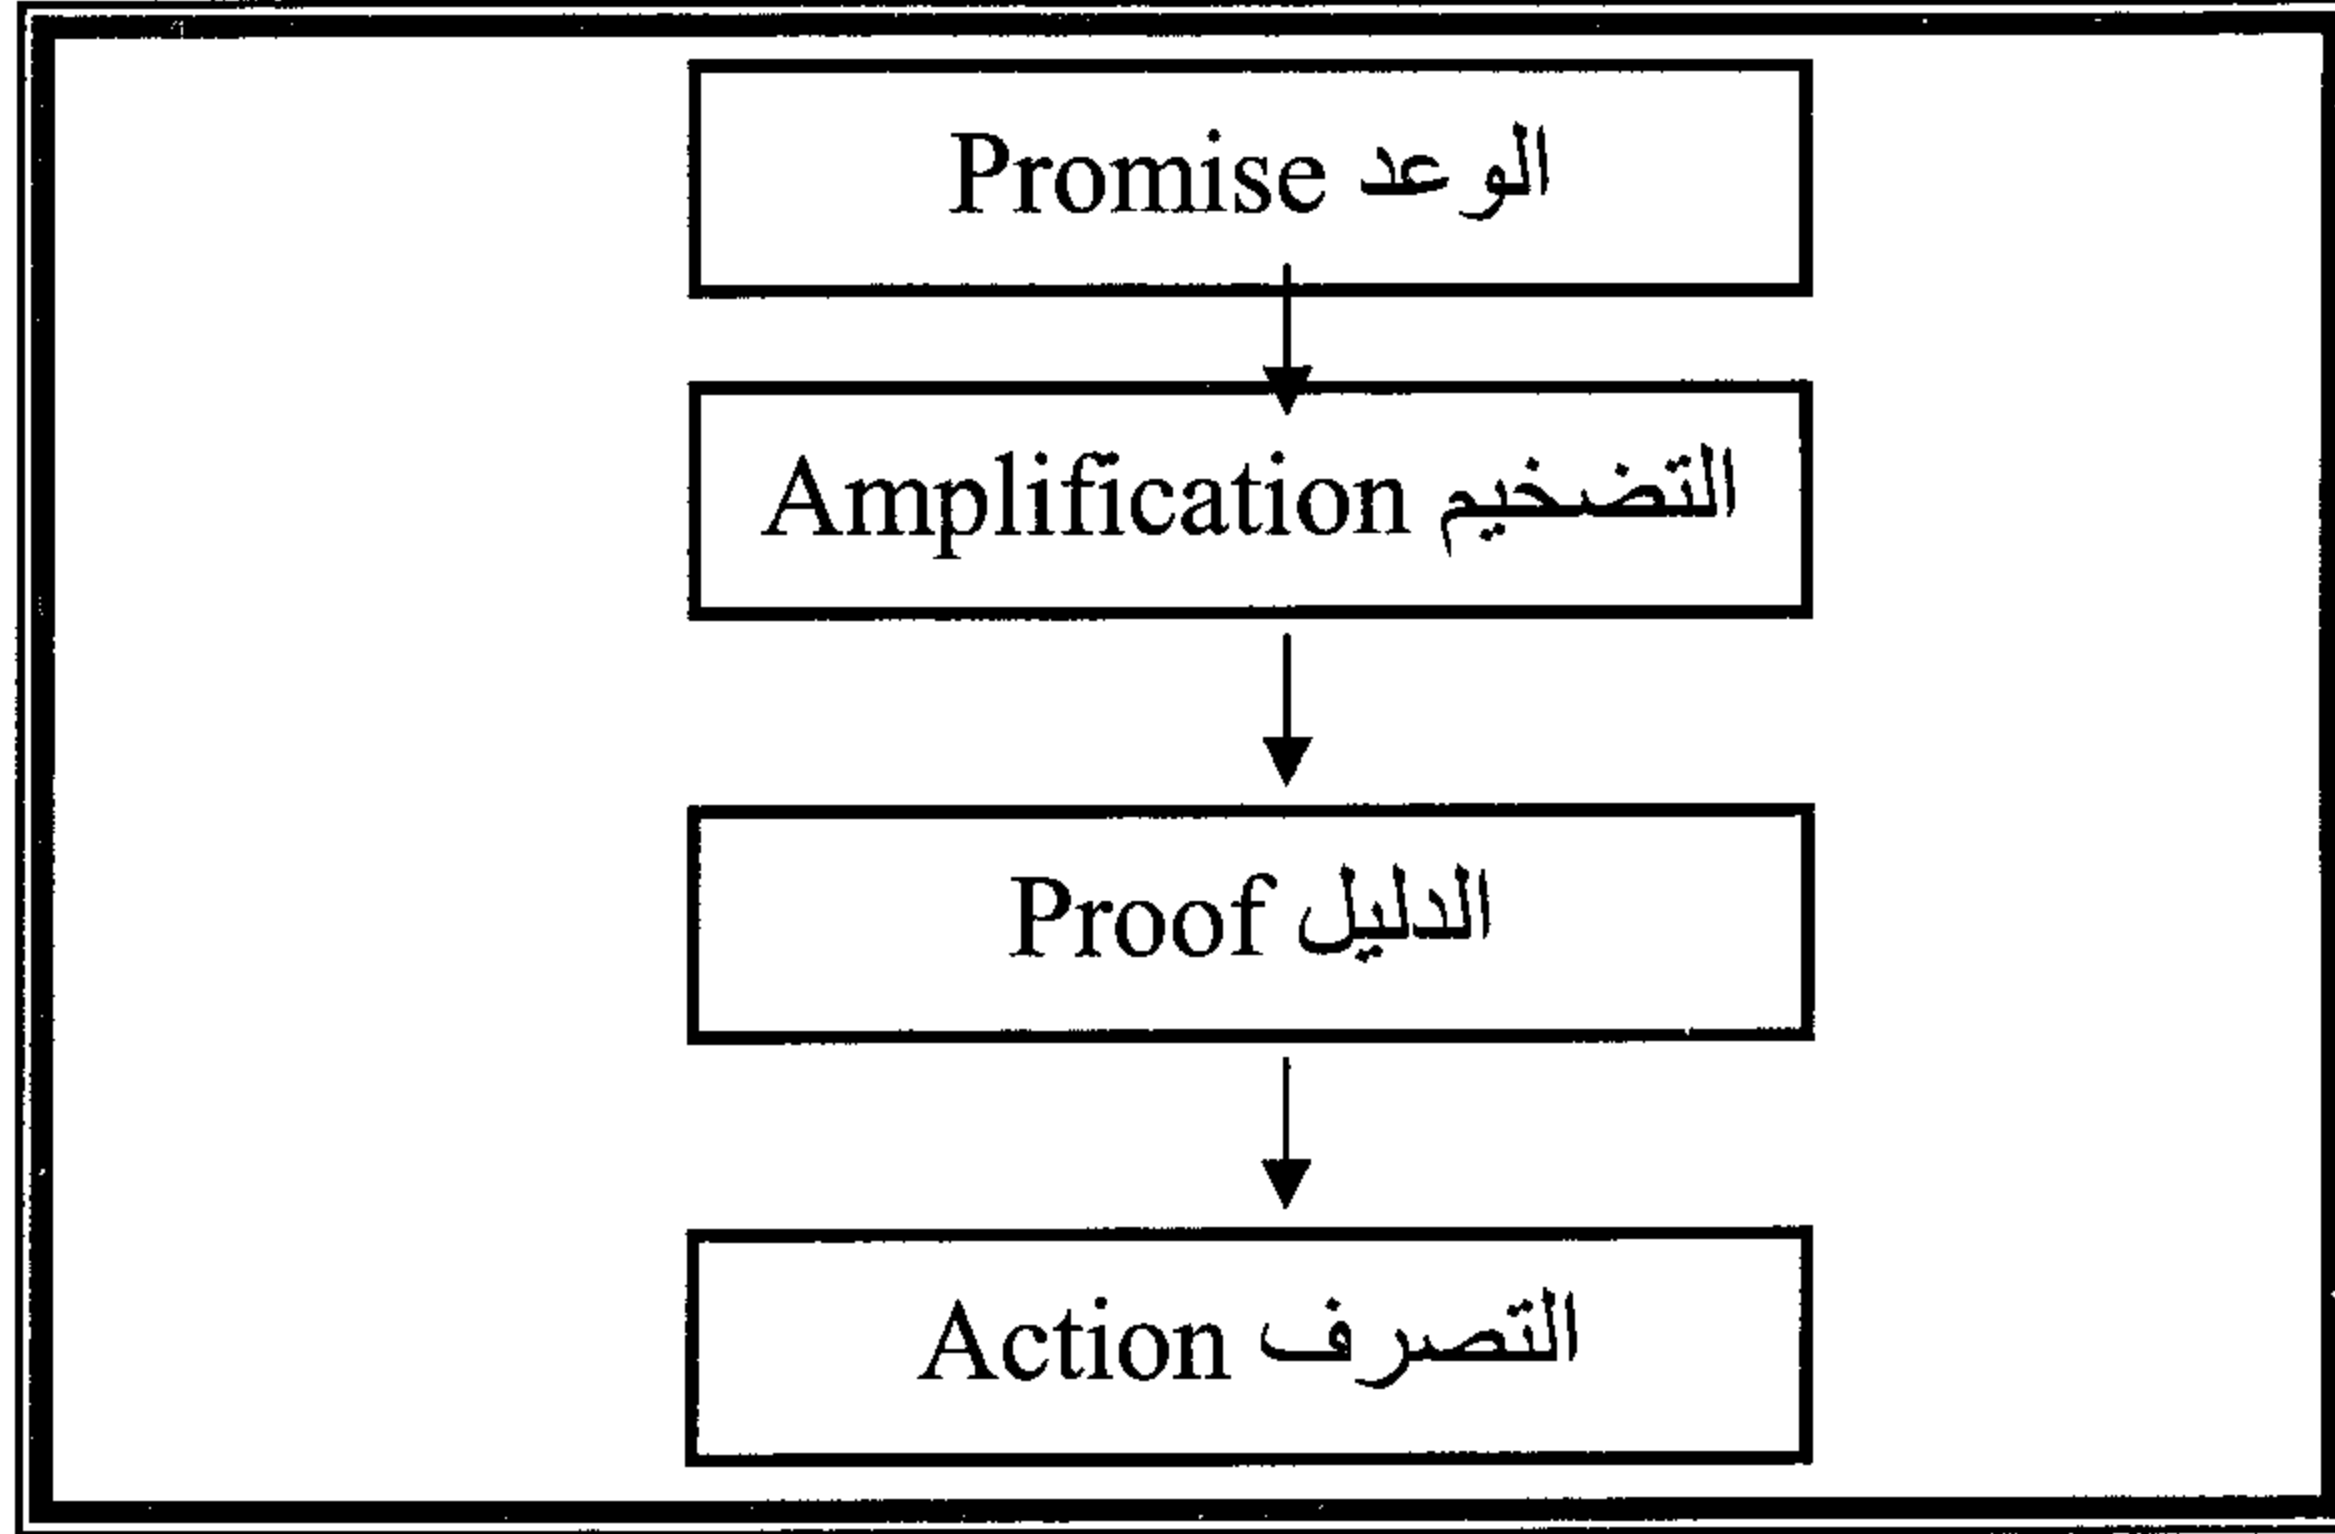 الوعد Promise
التضخيم Amplification
الدليل Proof
التصرف Action